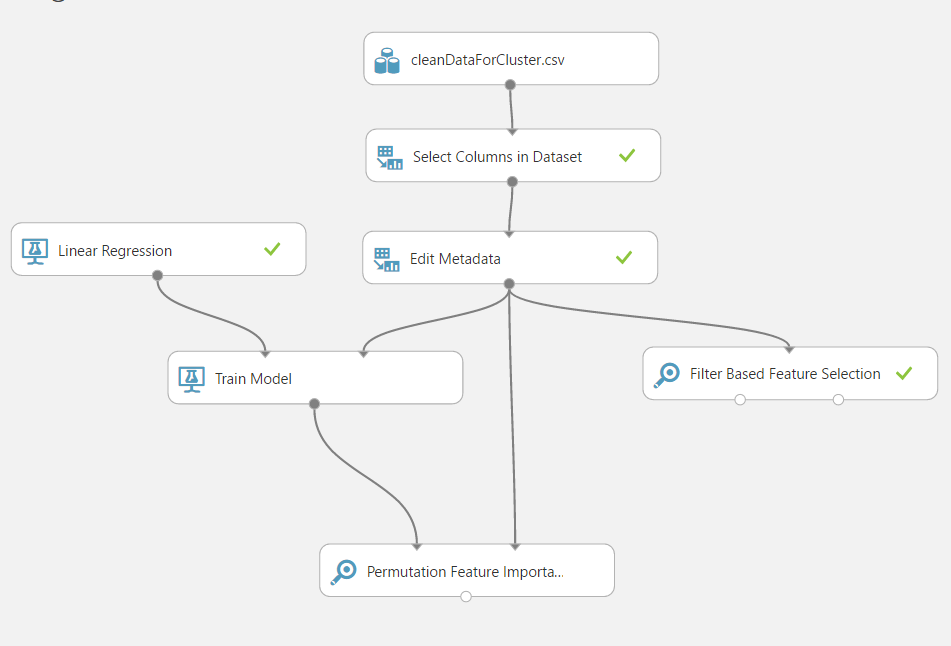 cleanDataForCluster.csv
Select Columns in Dataset
Linear Regression
Edit Metadata
Train Model
Filter Based Feature Selection
Permutation Feature Importa...